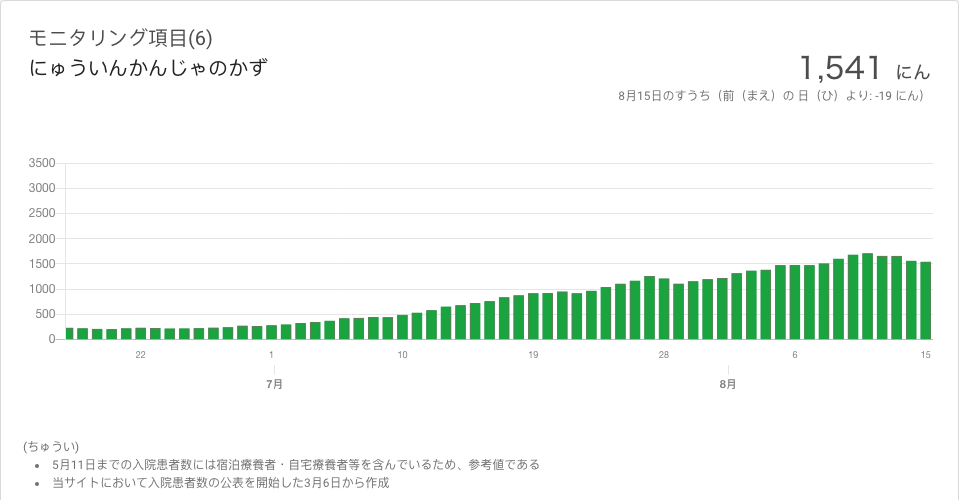 モニタリング項目(6)
にゅういんかんじゃのかず
1,541 にん
8月15日のすうち（前（まえ）の 日（ひ）より: -19 にん）
3500
3000
2500
2000
1500
1000
500
0
22 1 10 19 28 6 15
7月 8月
(ちゅうい)
• 5月11日までの入院患者数には宿泊療養者・自宅療養者等を含んでいるため、参考値である
• 当サイトにおいて入院患者数の公表を開始した3月6日から作成